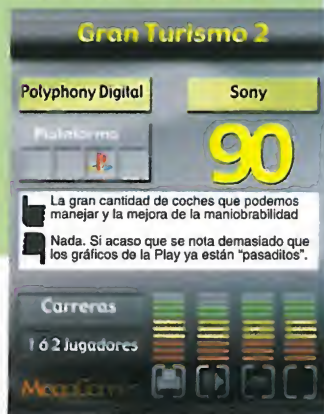 Gran Turismo 2
Polyphony Digital
Sony
Plataforma
90
La gran cantidad de coches que podemos
manejar y la mejora de la maniobrabilidad
Nada. Si acaso que se nota demasiado que
los gráficos de la Play ya están "pasaditos".
Carreras
1 ó 2 Jugadores